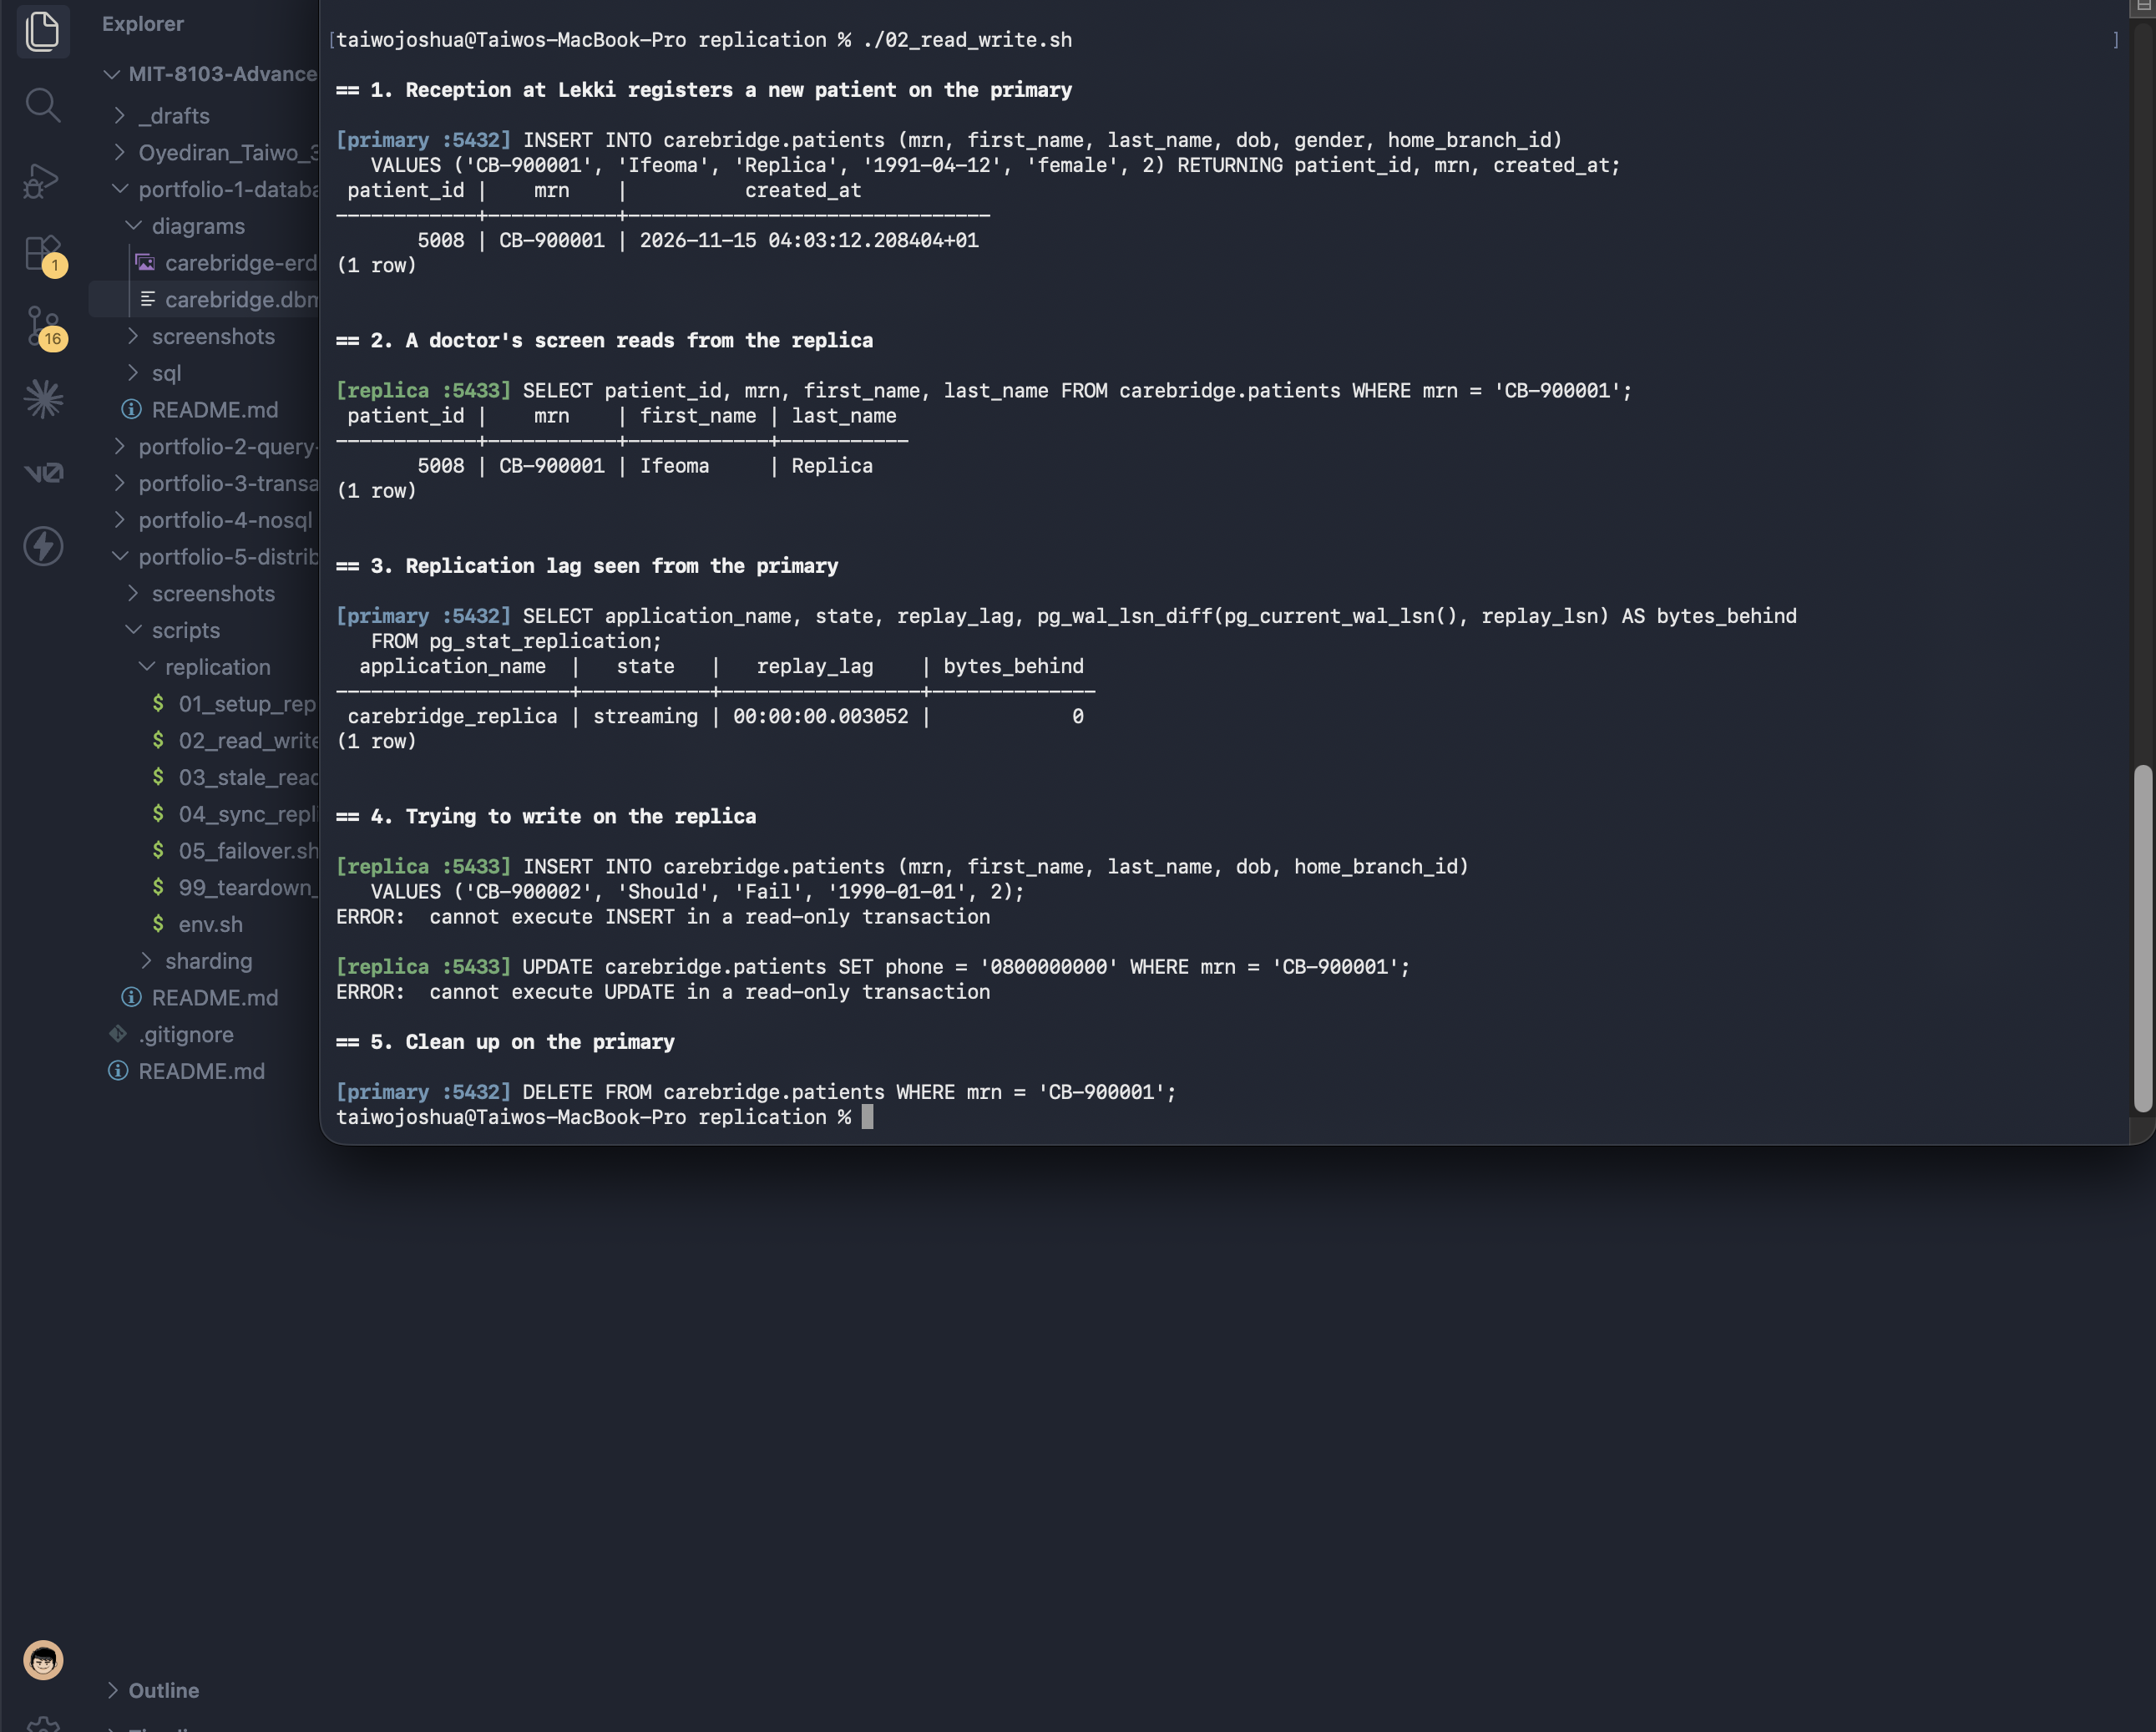 Explorer
MIT-8103-Advance
_drafts
Oyediran_Taiwo_3
portfolio-1-databa
diagrams
carebridge-erd
carebridge.dbm
screenshots
sql
README.md
portfolio-2-query-
portfolio-3-transa
portfolio-4-nosql
portfolio-5-distrib
screenshots
scripts
replication
$ 01_setup_rep
$ 02_read_write
$ 03_stale_read
$ 04_sync_repli
$ 05_failover.sh
$ 99_teardown_
$ env.sh
sharding
README.md
.gitignore
README.md
1
16
Outline
[taiwojoshua@Taiwos-MacBook-Pro replication % ./02_read_write.sh ]
== 1. Reception at Lekki registers a new patient on the primary
[primary :5432] INSERT INTO carebridge.patients (mrn, first_name, last_name, dob, gender, home_branch_id)
VALUES ('CB-900001', 'Ifeoma', 'Replica', '1991-04-12', 'female', 2) RETURNING patient_id, mrn, created_at;
patient_id | mrn | created_at
------------+-----------+-------------------------------
5008 | CB-900001 | 2026-11-15 04:03:12.208404+01
(1 row)
== 2. A doctor's screen reads from the replica
[replica :5433] SELECT patient_id, mrn, first_name, last_name FROM carebridge.patients WHERE mrn = 'CB-900001';
patient_id | mrn | first_name | last_name
------------+-----------+------------+-----------
5008 | CB-900001 | Ifeoma | Replica
(1 row)
== 3. Replication lag seen from the primary
[primary :5432] SELECT application_name, state, replay_lag, pg_wal_lsn_diff(pg_current_wal_lsn(), replay_lsn) AS bytes_behind
FROM pg_stat_replication;
application_name | state | replay_lag | bytes_behind
--------------------+-----------+-----------------+--------------
carebridge_replica | streaming | 00:00:00.003052 | 0
(1 row)
== 4. Trying to write on the replica
[replica :5433] INSERT INTO carebridge.patients (mrn, first_name, last_name, dob, home_branch_id)
VALUES ('CB-900002', 'Should', 'Fail', '1990-01-01', 2);
ERROR:  cannot execute INSERT in a read-only transaction
[replica :5433] UPDATE carebridge.patients SET phone = '0800000000' WHERE mrn = 'CB-900001';
ERROR:  cannot execute UPDATE in a read-only transaction
== 5. Clean up on the primary
[primary :5432] DELETE FROM carebridge.patients WHERE mrn = 'CB-900001';
taiwojoshua@Taiwos-MacBook-Pro replication %